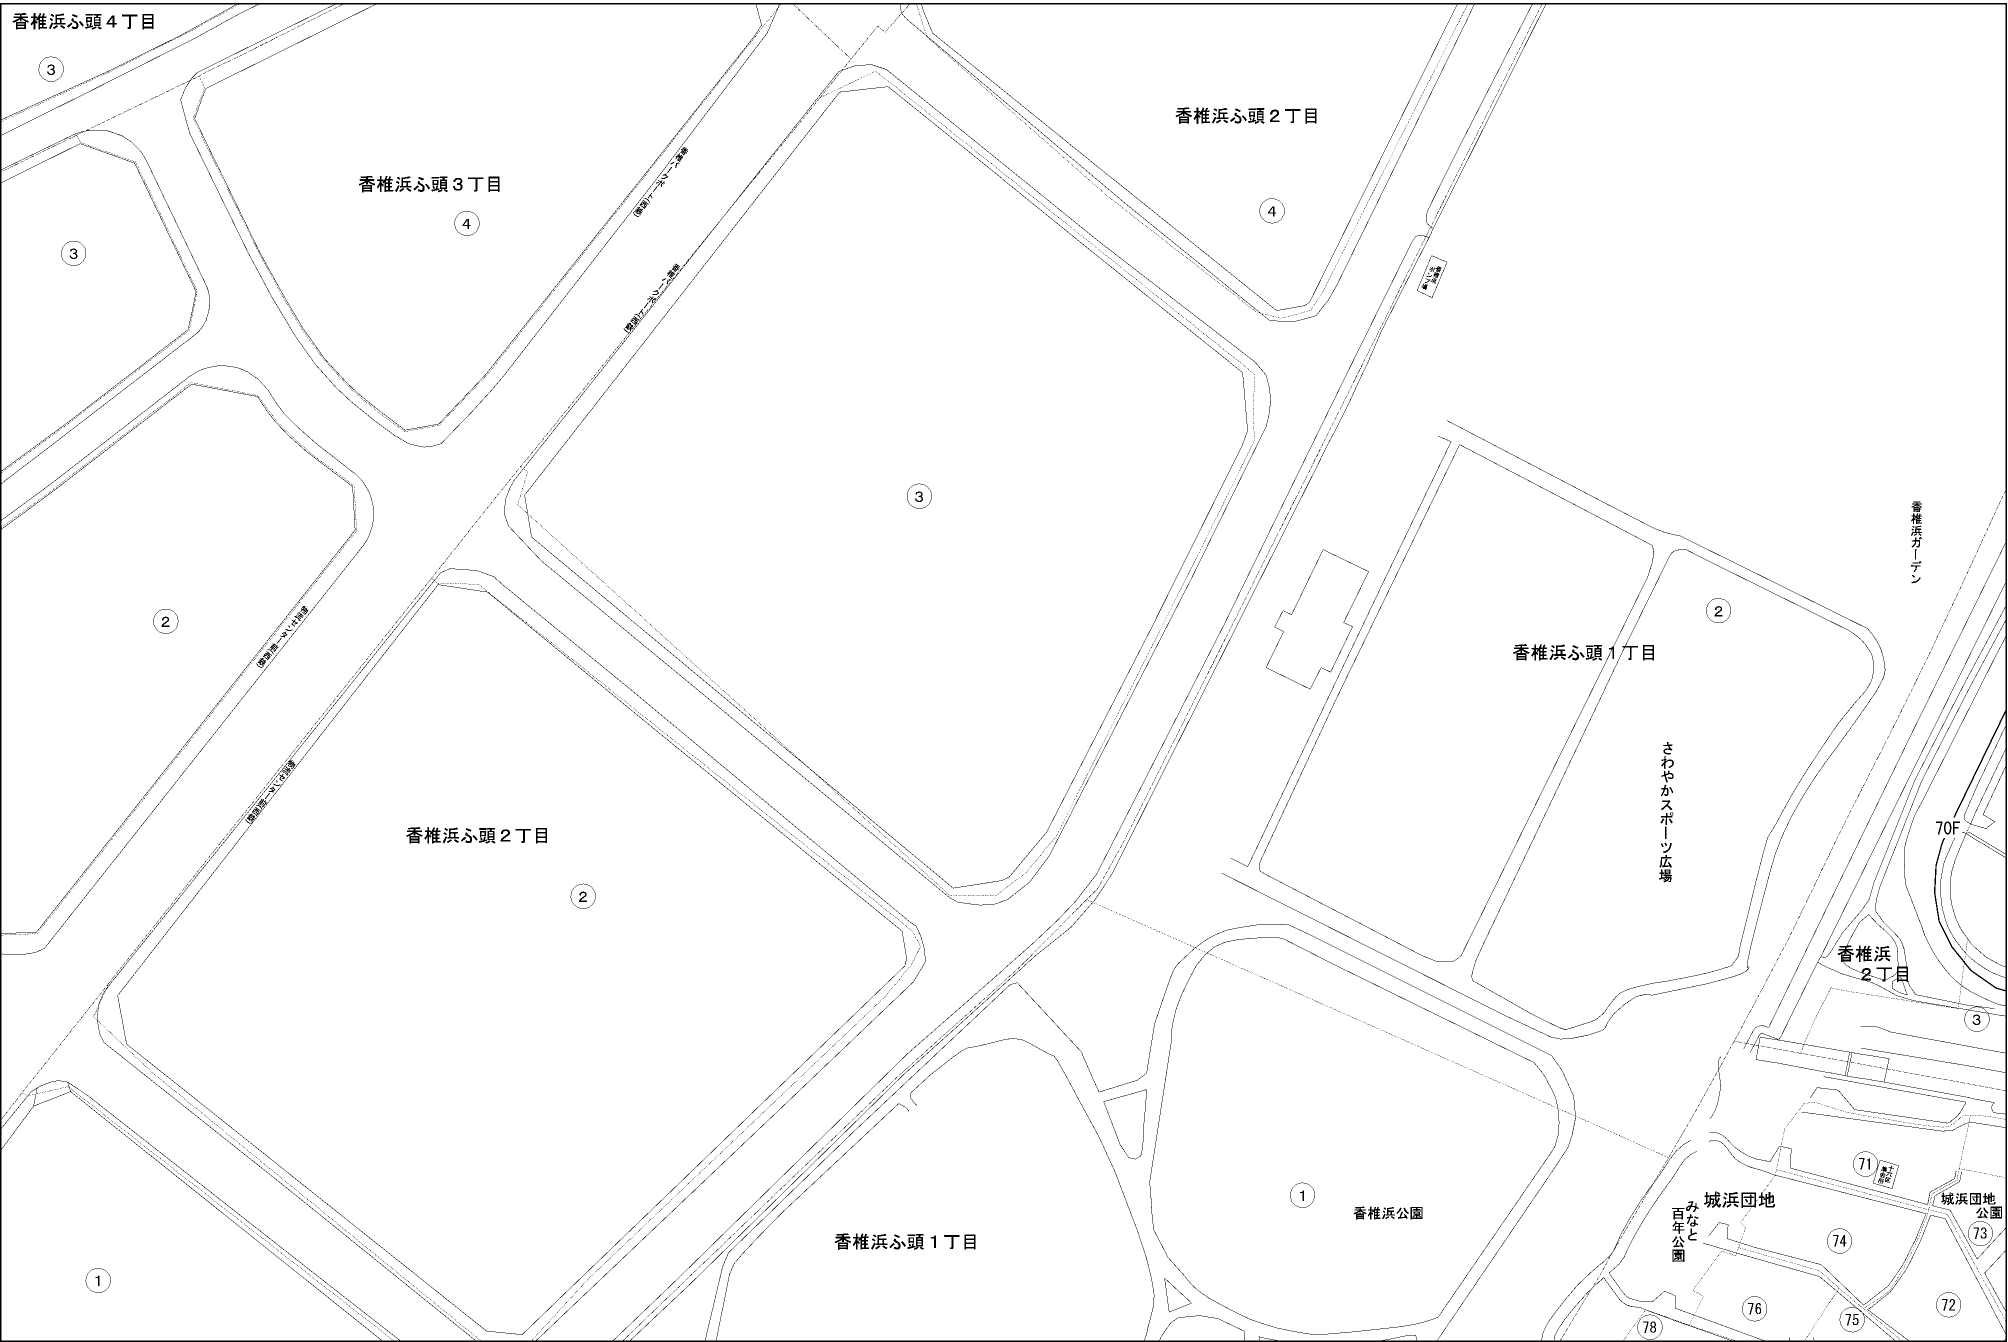 香椎浜ふ頭４丁目
3
香椎浜ふ頭２丁目
香椎浜ふ頭３丁目
4
4
3
3
香椎浜ガーデン
2
2
香椎浜ふ頭１丁目
さわやかスポーツ広場
70F
香椎浜ふ頭２丁目
2
香椎浜
２丁目
3
71
城浜団地
城浜団地
公園
みなと
百年公園
1
香椎浜公園
73
74
香椎浜ふ頭１丁目
1
76
72
75
78